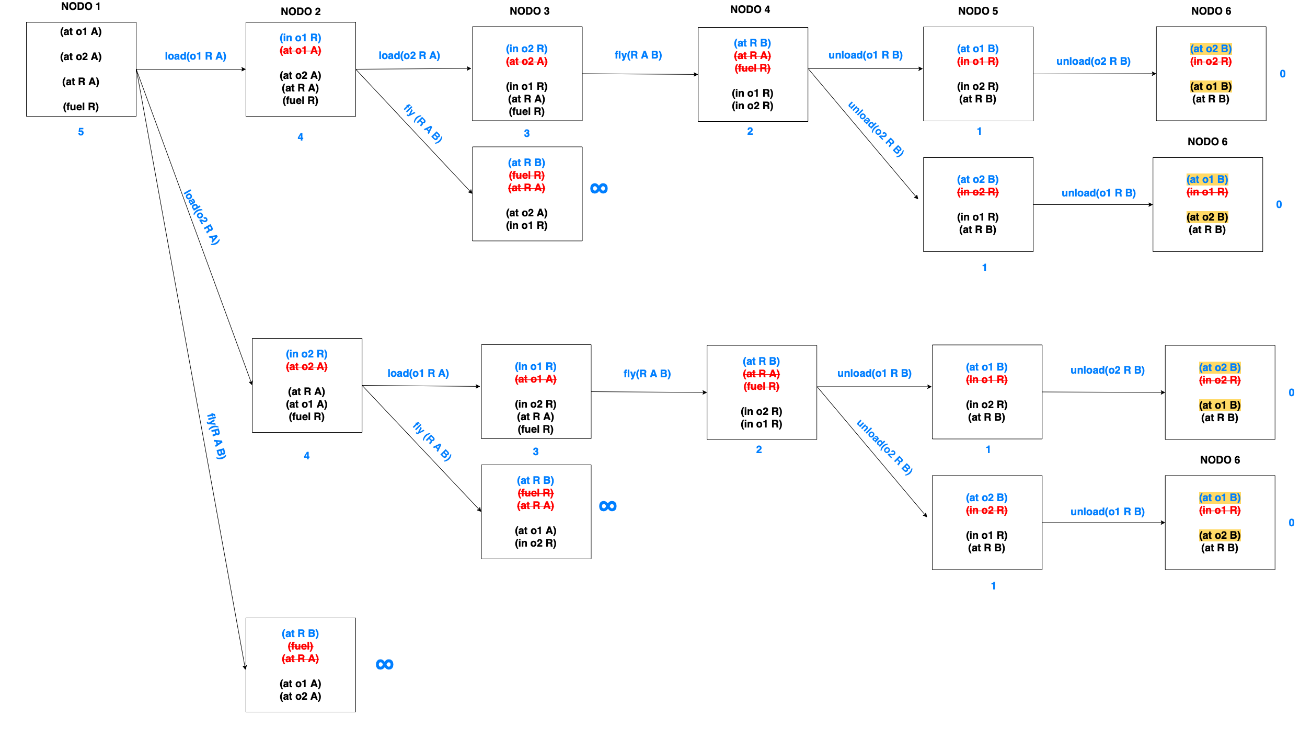 NODO 1
NODO 2
NODO 3
NODO 4
NODO 5
NODO 6
(at o1 A)
(at o2 A)
(at R A)
(fuel R)
5
load(o1 R A)
(in o1 R)
(at o1 A)
(at o2 A)
(at R A)
(fuel R)
4
load(o2 R A)
(in o2 R)
(at o2 A)
(in o1 R)
(at R A)
(fuel R)
3
fly(R A B)
(at R B)
(at R A)
(fuel R)
(in o1 R)
(in o2 R)
2
unload(o1 R B)
(at o1 B)
(in o1 R)
(in o2 R)
(at R B)
1
unload(o2 R B)
(at o2 B)
(in o2 R)
(at o1 B)
(at R B)
0
fly (R A B)
(at R B)
(fuel R)
(at R A)
(at o2 A)
(in o1 R)
∞
unload(o2 R B)
(at o2 B)
(in o2 R)
(in o1 R)
(at R B)
1
unload(o1 R B)
NODO 6
(at o1 B)
(in o1 R)
(at o2 B)
(at R B)
0
load(o2 R A)
(in o2 R)
(at o2 A)
(at R A)
(at o1 A)
(fuel R)
4
load(o1 R A)
(in o1 R)
(at o1 A)
(in o2 R)
(at R A)
(fuel R)
3
fly(R A B)
(at R B)
(at R A)
(fuel R)
(in o2 R)
(in o1 R)
2
unload(o1 R B)
(at o1 B)
(in o1 R)
(in o2 R)
(at R B)
1
unload(o2 R B)
(at o2 B)
(in o2 R)
(at o1 B)
(at R B)
0
fly (R A B)
(at R B)
(fuel R)
(at R A)
(at o1 A)
(in o2 R)
∞
unload(o2 R B)
(at o2 B)
(in o2 R)
(in o1 R)
(at R B)
1
unload(o1 R B)
NODO 6
(at o1 B)
(in o1 R)
(at o2 B)
(at R B)
0
fly(R A B)
(at R B)
(fuel)
(at R A)
(at o1 A)
(at o2 A)
∞